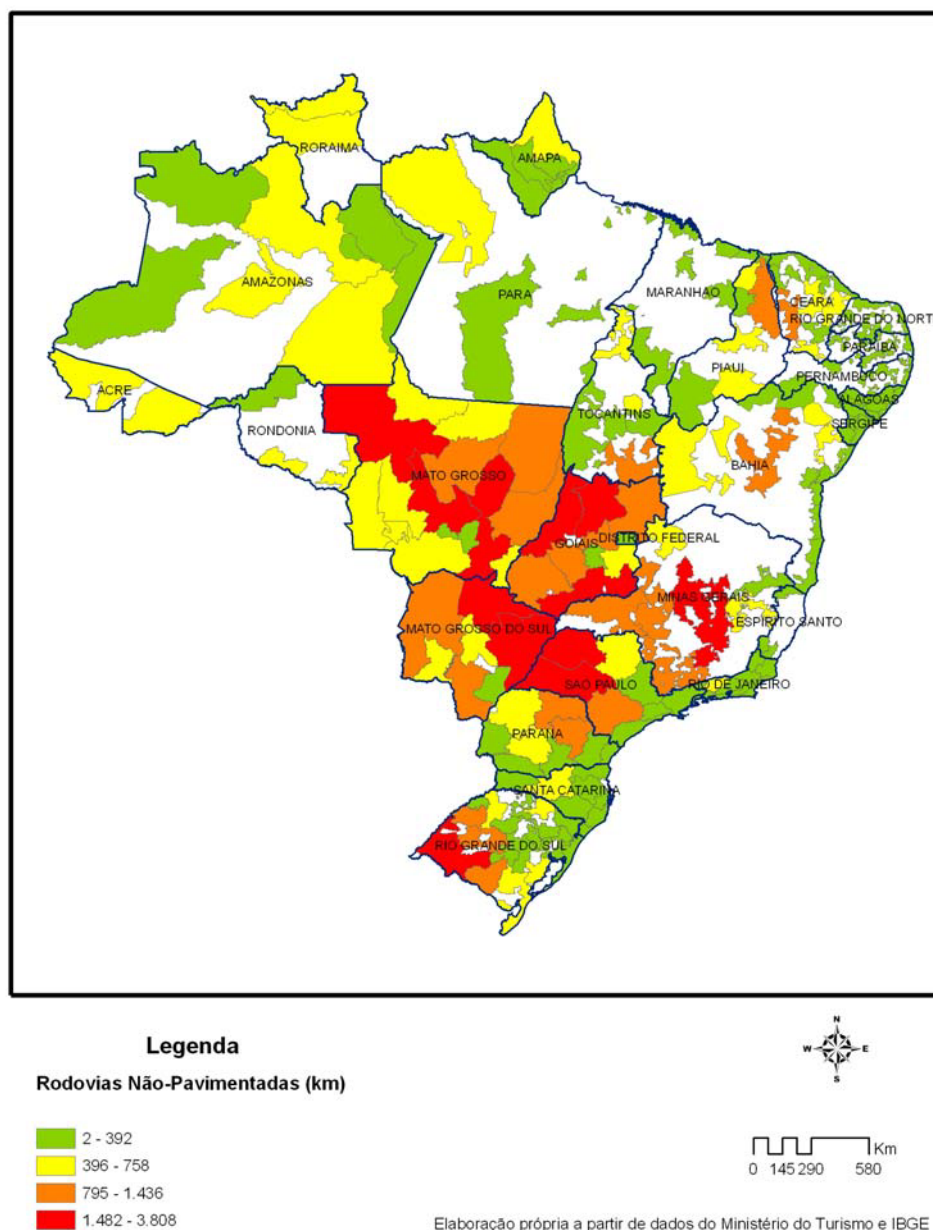 RORAIMA
AMAPA
AMAZONAS
PARA
MARANHAO
CEARA
RIO GRANDE DO NORT
PARAIBA
PIAUI
PERNAMBUCO
ACRE
ALAGOAS
TOCANTINS
SERGIPE
RONDONIA
BAHIA
MATO GROSSO
DISTRITO FEDERAL
GOIAIS
MINAS GERAIS
ESPIRITO SANTO
MATO GROSSO DO SUL
SAO PAULO
RIO DE JANEIRO
PARANA
SANTA CATARINA
RIO GRANDE DO SUL
Legenda
Rodovias Não-Pavimentadas (km)
2 - 392
396 - 758
795 - 1.436
1.482 - 3.808
N
W E
S
Km
0 145 290 580
Elaboração própria a partir de dados do Ministério do Turismo e IBGE